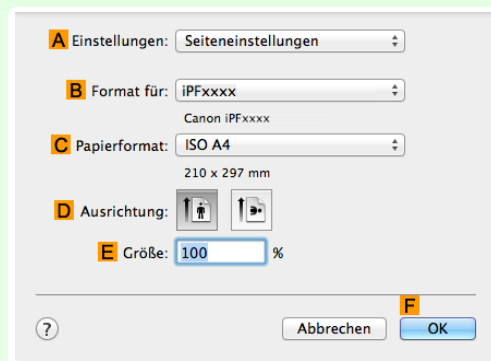 A Einstellungen: Seiteneinstellungen
B Format für: iPFxxxx
Canon iPFxxxx
C Papierformat: ISO A4
210 x 297 mm
D Ausrichtung:
E Größe: 100 %
F
? Abbrechen OK